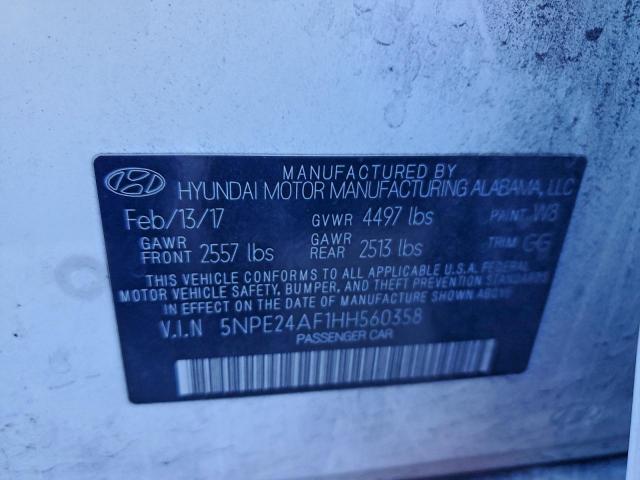 MANUFACTURED BY
HYUNDAI MOTOR MANUFACTURING ALABAMA, LLC
Feb/13/17 GVWR 4497 lbs PAINT W8
GAWR FRONT 2557 lbs GAWR REAR 2513 lbs TRIM GG
THIS VEHICLE CONFORMS TO ALL APPLICABLE U.S.A. FEDERAL
MOTOR VEHICLE SAFETY, BUMPER, AND THEFT PREVENTION STANDARDS
IN EFFECT ON THE DATE OF MANUFACTURE SHOWN ABOVE.
V.I.N 5NPE24AF1HH560358
PASSENGER CAR